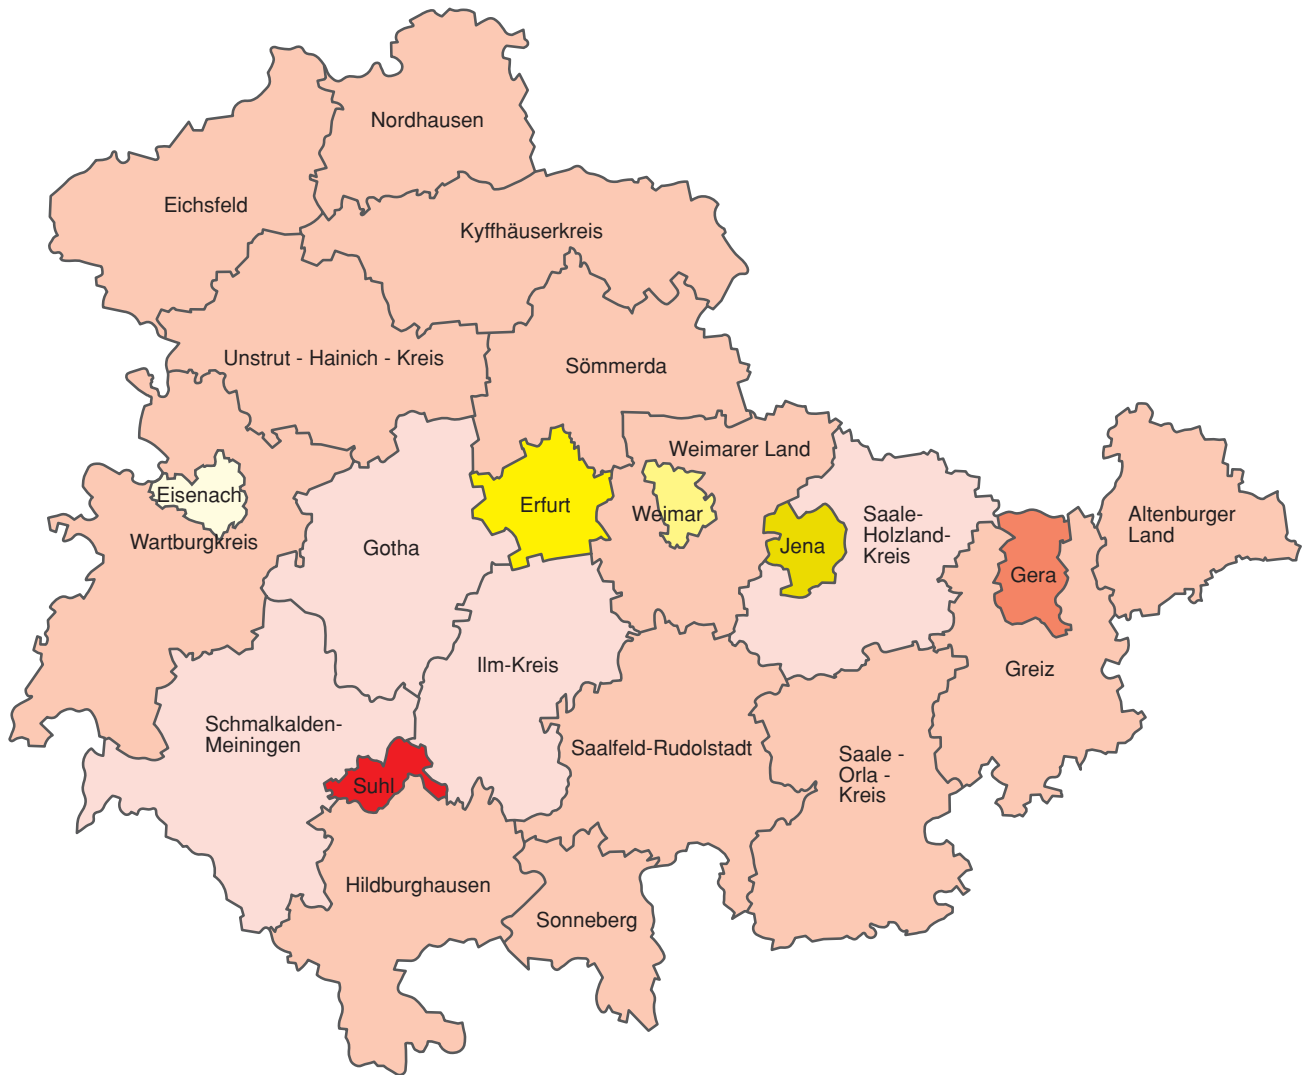 Nordhausen
Eichsfeld
Kyffhäuserkreis
Unstrut - Hainich - Kreis
Sömmerda
Weimarer Land
Eisenach
Erfurt
Weimar
Saale-
Holzland-
Kreis
Altenburger
Land
Wartburgkreis
Gotha
Jena
Gera
Ilm-Kreis
Greiz
Schmalkalden-
Meiningen
Saalfeld-Rudolstadt
Saale -
Orla -
Kreis
Suhl
Hildburghausen
Sonneberg